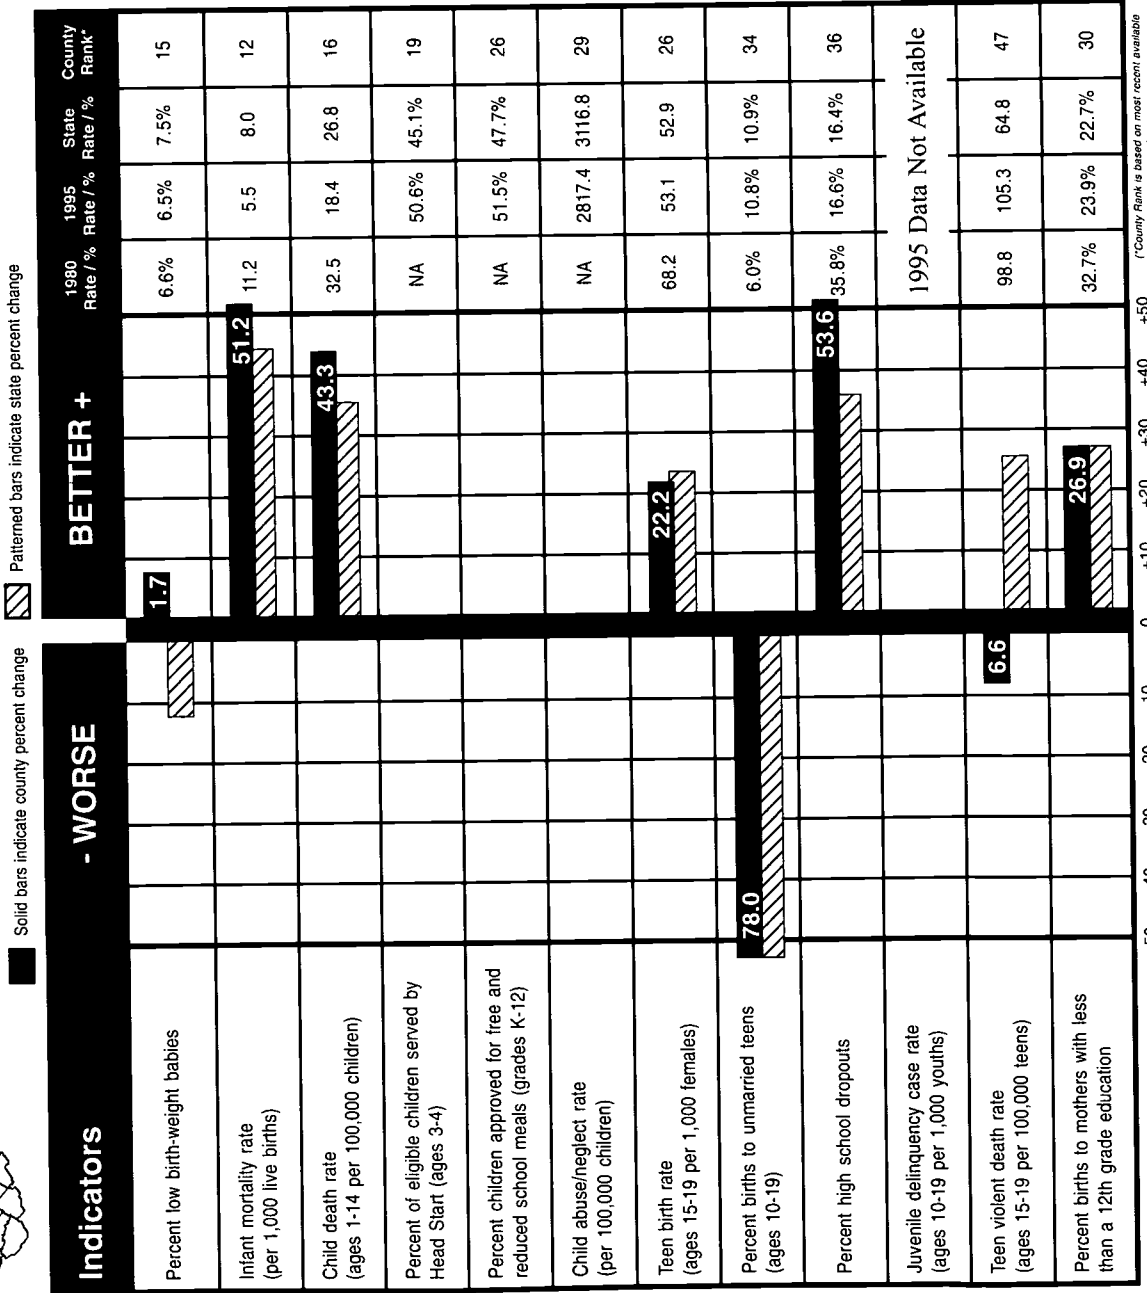 Solid bars indicate county percent change
Patterned bars indicate state percent change
Indicators
- WORSE
BETTER +
1980
Rate / %
1995
Rate / %
State
Rate / %
County
Rank*
Percent low birth-weight babies
1.7
6.6%
6.5%
7.5%
15
Infant mortality rate
(per 1,000 live births)
51.2
11.2
5.5
8.0
12
Child death rate
(ages 1-14 per 100,000 children)
43.3
32.5
18.4
26.8
16
Percent of eligible children served by
Head Start (ages 3-4)
NA
50.6%
45.1%
19
Percent children approved for free and
reduced school meals (grades K-12)
NA
51.5%
47.7%
26
Child abuse/neglect rate
(per 100,000 children)
NA
2817.4
3116.8
29
Teen birth rate
(ages 15-19 per 1,000 females)
22.2
68.2
53.1
52.9
26
Percent births to unmarried teens
(ages 10-19)
78.0
6.0%
10.8%
10.9%
34
Percent high school dropouts
53.6
35.8%
16.6%
16.4%
36
Juvenile delinquency case rate
(ages 10-19 per 1,000 youths)
1995 Data Not Available
Teen violent death rate
(ages 15-19 per 100,000 teens)
6.6
98.8
105.3
64.8
47
Percent births to mothers with less
than a 12th grade education
26.9
32.7%
23.9%
22.7%
30
+10
+20
+30
+40
+50
(*County Rank is based on most recent available